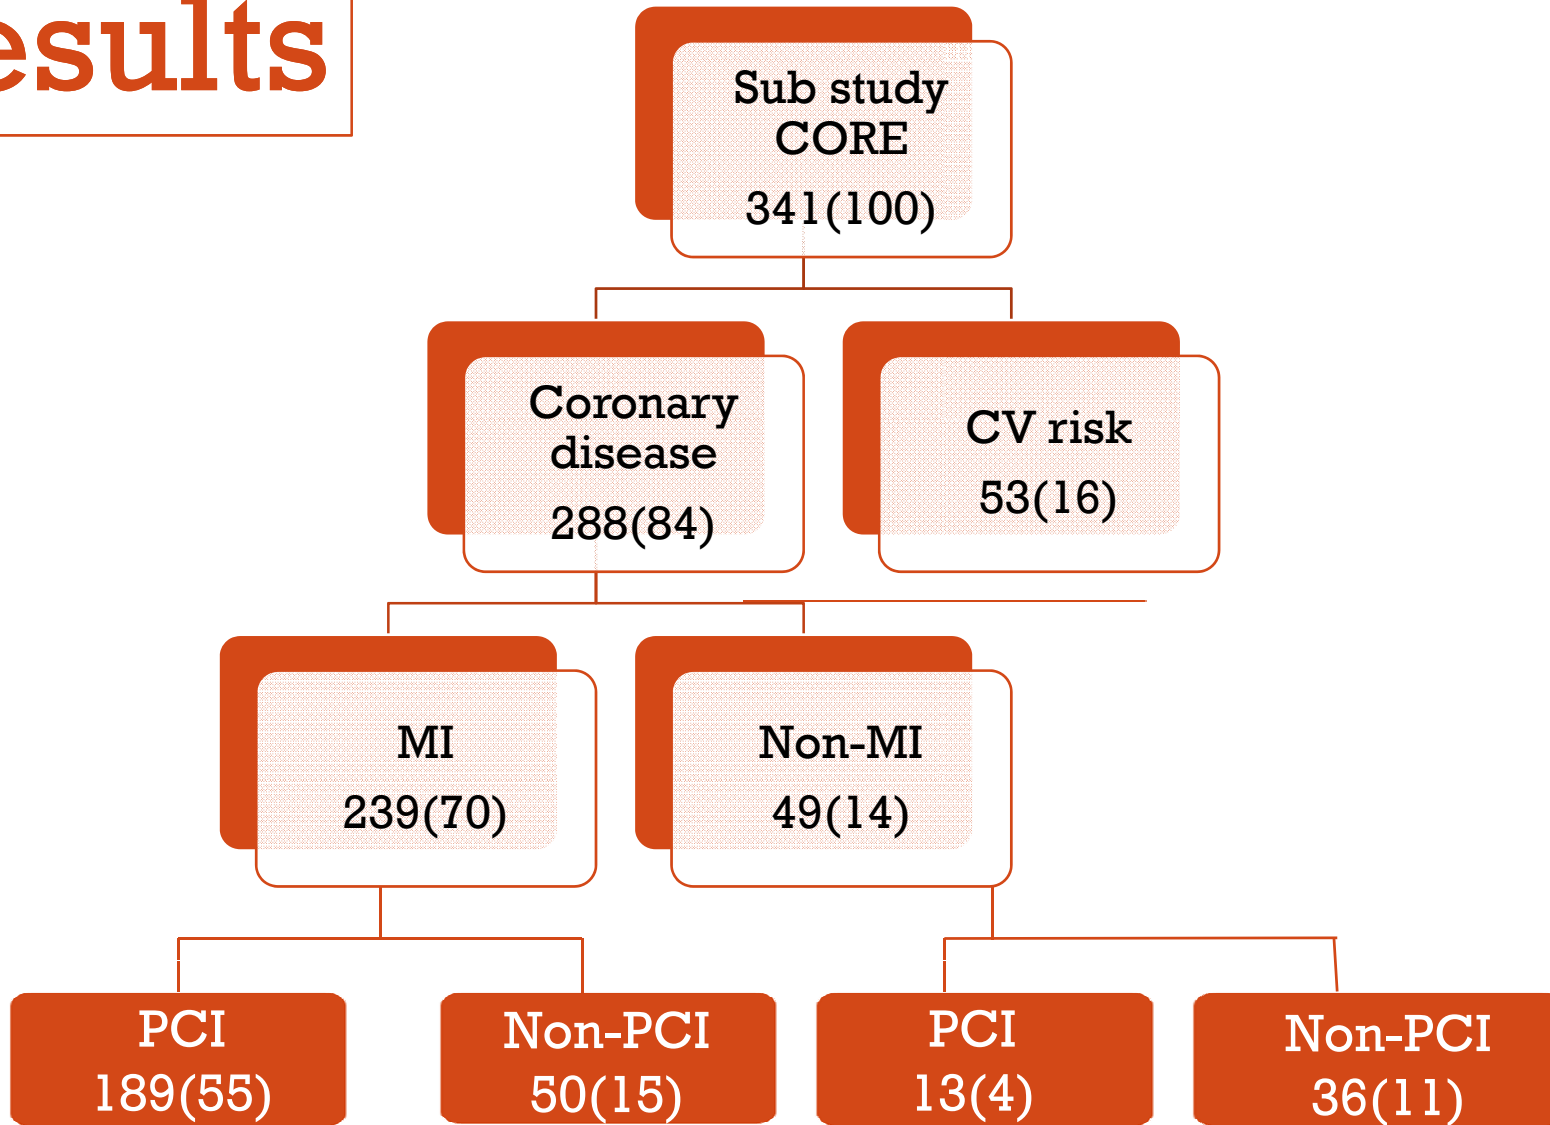 esults
Sub study
CORE
341(100)
Coronary
disease
288(84)
CV risk
53(16)
MI
239(70)
Non-MI
49(14)
PCI
189(55)
Non-PCI
50(15)
PCI
13(4)
Non-PCI
36(11)